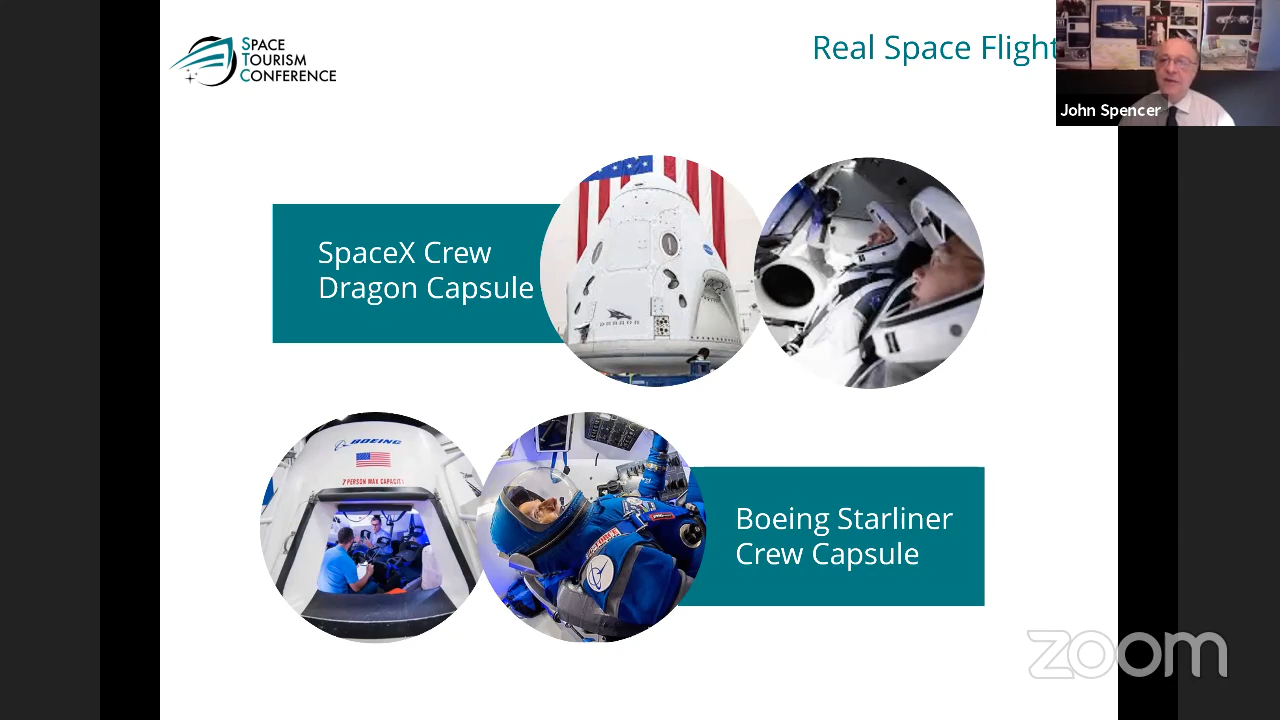 SPACE
TOURISM
CONFERENCE
Real Space Flight
John Spencer
SpaceX Crew
Dragon Capsule
DRAGON
BOEING
7 PERSON MAX CAPACITY
Boeing Starliner
Crew Capsule
zoom